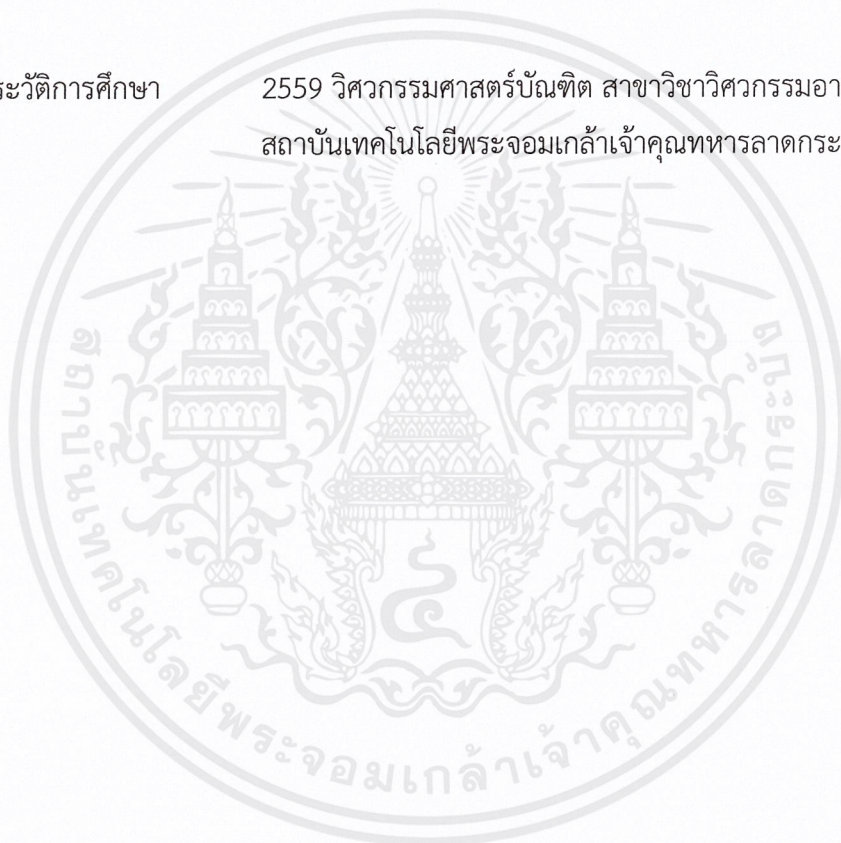 ระวัติการศึกษา 2559 วิศวกรรมศาสตร์บัณฑิต สาขาวิชาวิศวกรรมอา
สถาบันเทคโนโลยีพระจอมเกล้าเจ้าคุณทหารลาดกระ
สถาบันเทคโนโลยีพระจอมเกล้าเจ้าคุณทหารลาดกระบัง
๔